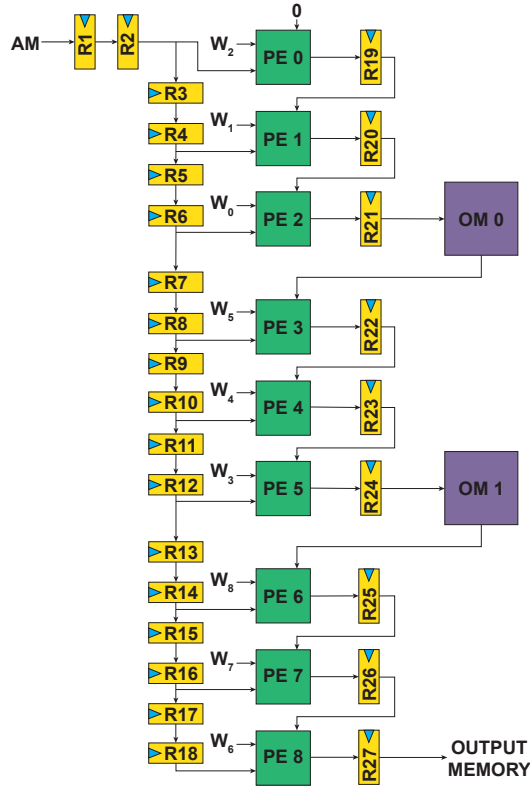 0
AM
R1
R2
W2
PE 0
R19
R3
W1
PE 1
R20
R4
R5
W0
PE 2
R21
OM 0
R6
R7
W5
PE 3
R22
R8
R9
W4
PE 4
R23
R10
R11
W3
PE 5
R24
OM 1
R12
R13
W8
PE 6
R25
R14
R15
W7
PE 7
R26
R16
R17
W6
PE 8
R27
OUTPUT
MEMORY
R18